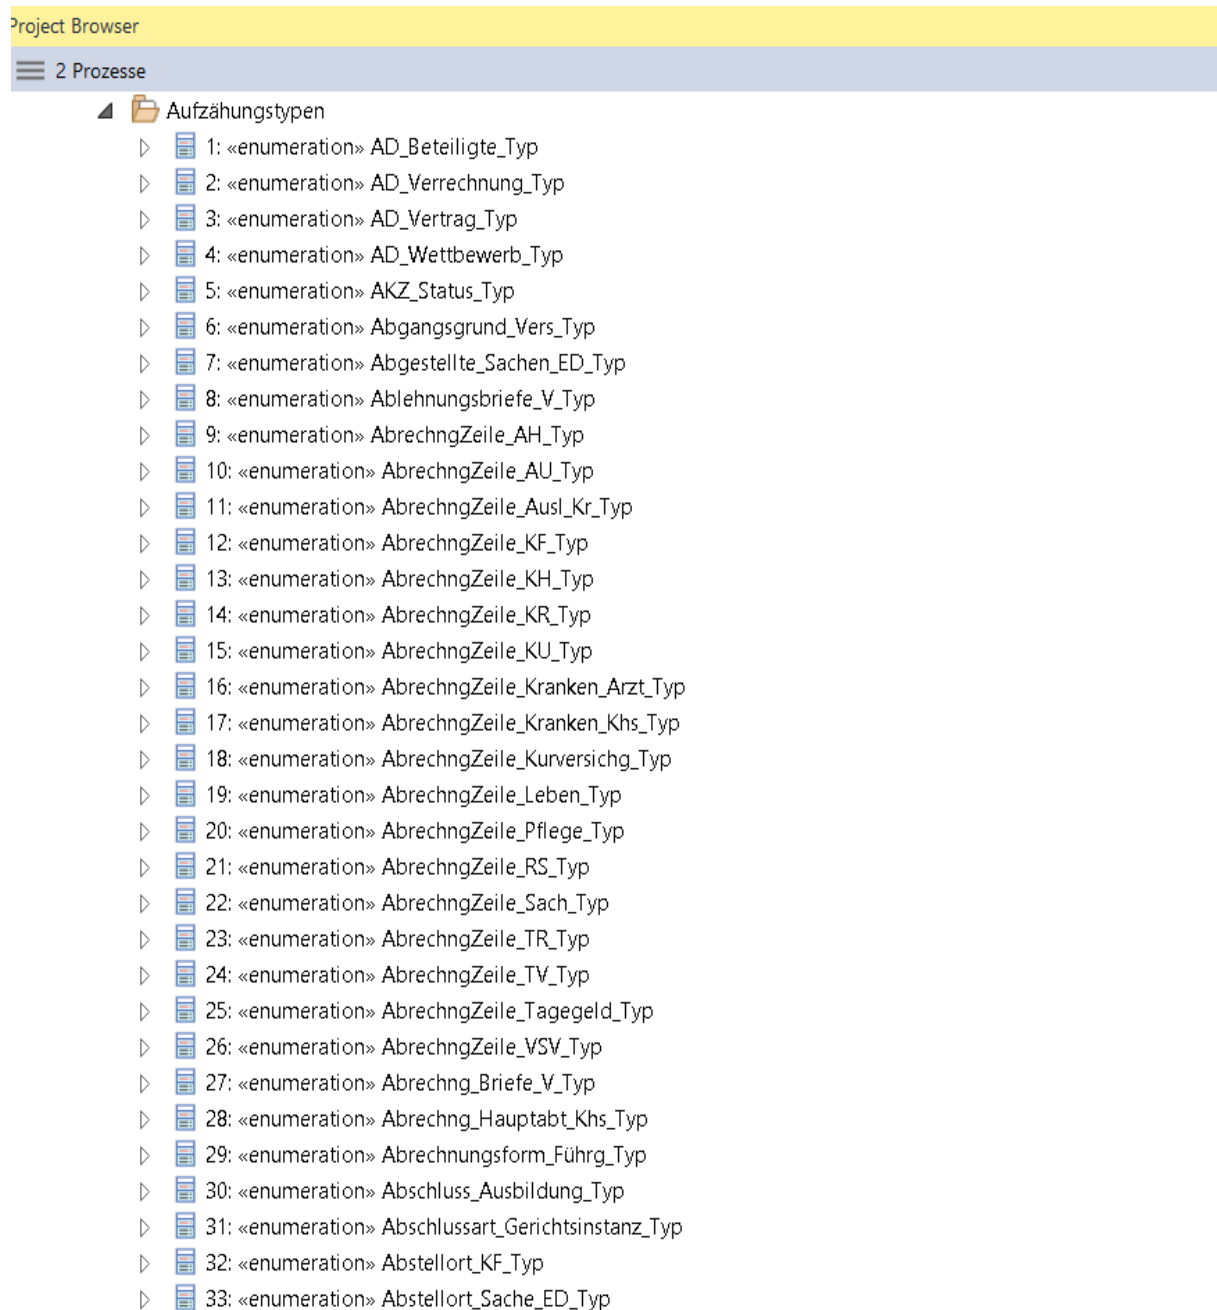 Project Browser
2 Prozesse
Aufzähungstypen
1: «enumeration» AD_Beteiligte_Typ
2: «enumeration» AD_Verrechnung_Typ
3: «enumeration» AD_Vertrag_Typ
4: «enumeration» AD_Wettbewerb_Typ
5: «enumeration» AKZ_Status_Typ
6: «enumeration» Abgangsgrund_Vers_Typ
7: «enumeration» Abgestellte_Sachen_ED_Typ
8: «enumeration» Ablehnungsbriefe_V_Typ
9: «enumeration» AbrechngZeile_AH_Typ
10: «enumeration» AbrechngZeile_AU_Typ
11: «enumeration» AbrechngZeile_Ausl_Kr_Typ
12: «enumeration» AbrechngZeile_KF_Typ
13: «enumeration» AbrechngZeile_KH_Typ
14: «enumeration» AbrechngZeile_KR_Typ
15: «enumeration» AbrechngZeile_KU_Typ
16: «enumeration» AbrechngZeile_Kranken_Arzt_Typ
17: «enumeration» AbrechngZeile_Kranken_Khs_Typ
18: «enumeration» AbrechngZeile_Kurversichg_Typ
19: «enumeration» AbrechngZeile_Leben_Typ
20: «enumeration» AbrechngZeile_Pflege_Typ
21: «enumeration» AbrechngZeile_RS_Typ
22: «enumeration» AbrechngZeile_Sach_Typ
23: «enumeration» AbrechngZeile_TR_Typ
24: «enumeration» AbrechngZeile_TV_Typ
25: «enumeration» AbrechngZeile_Tagegeld_Typ
26: «enumeration» AbrechngZeile_VSV_Typ
27: «enumeration» Abrechng_Briefe_V_Typ
28: «enumeration» Abrechng_Hauptabt_Khs_Typ
29: «enumeration» Abrechnungsform_Führg_Typ
30: «enumeration» Abschluss_Ausbildung_Typ
31: «enumeration» Abschlussart_Gerichtsinstanz_Typ
32: «enumeration» Abstellort_KF_Typ
33: «enumeration» Abstellort_Sache_ED_Typ